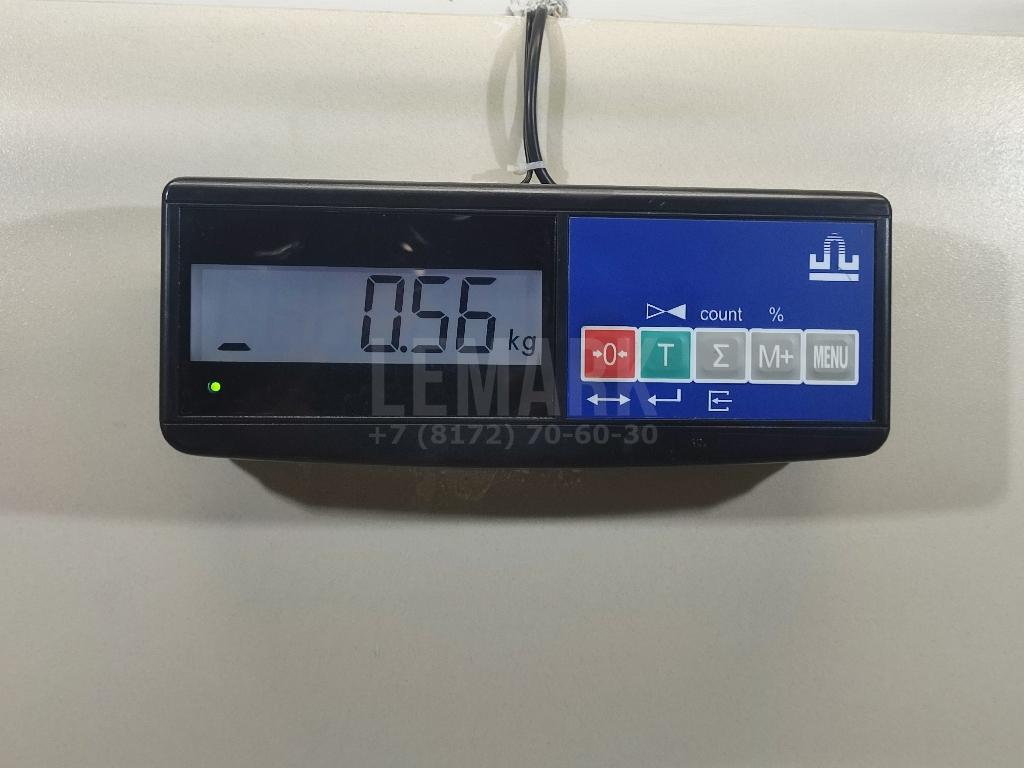 0.56 kg
count %
→0← T Σ M+ MENU
LEMARK
+7 (8172) 70-60-30